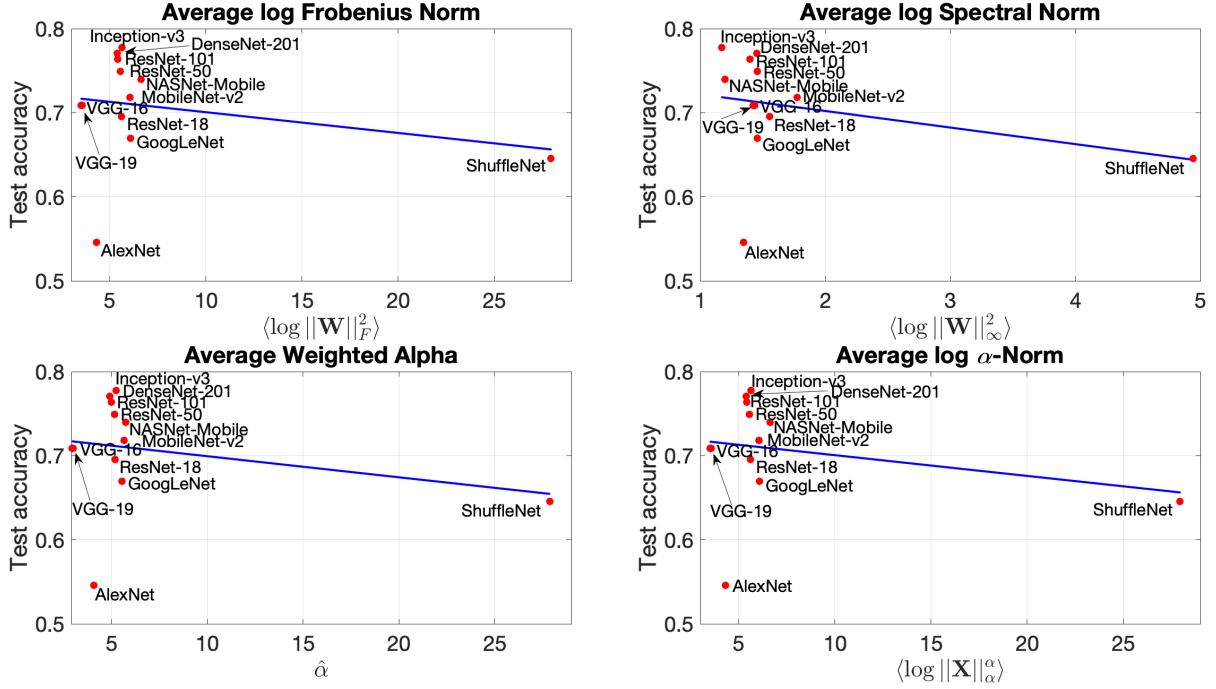 Average log Frobenius Norm
Test accuracy
0.8
0.7
0.6
0.5
Inception-v3
DenseNet-201
ResNet-101
ResNet-50
NASNet-Mobile
MobileNet-v2
VGG-16
ResNet-18
GoogLeNet
VGG-19
ShuffleNet
AlexNet
5 10 15 20 25
⟨log ||W||²_F⟩
Average log Spectral Norm
Test accuracy
0.8
0.7
0.6
0.5
Inception-v3
DenseNet-201
ResNet-101
ResNet-50
NASNet-Mobile
MobileNet-v2
VGG-16
VGG-19
ResNet-18
GoogLeNet
ShuffleNet
AlexNet
1 2 3 4 5
⟨log ||W||²_∞⟩
Average Weighted Alpha
Test accuracy
0.8
0.7
0.6
0.5
Inception-v3
DenseNet-201
ResNet-101
ResNet-50
NASNet-Mobile
MobileNet-v2
VGG-16
ResNet-18
GoogLeNet
VGG-19
ShuffleNet
AlexNet
5 10 15 20 25
α̂
Average log α-Norm
Test accuracy
0.8
0.7
0.6
0.5
Inception-v3
DenseNet-201
ResNet-101
ResNet-50
NASNet-Mobile
MobileNet-v2
VGG-16
ResNet-18
GoogLeNet
VGG-19
ShuffleNet
AlexNet
5 10 15 20 25
⟨log ||X||^α_α⟩